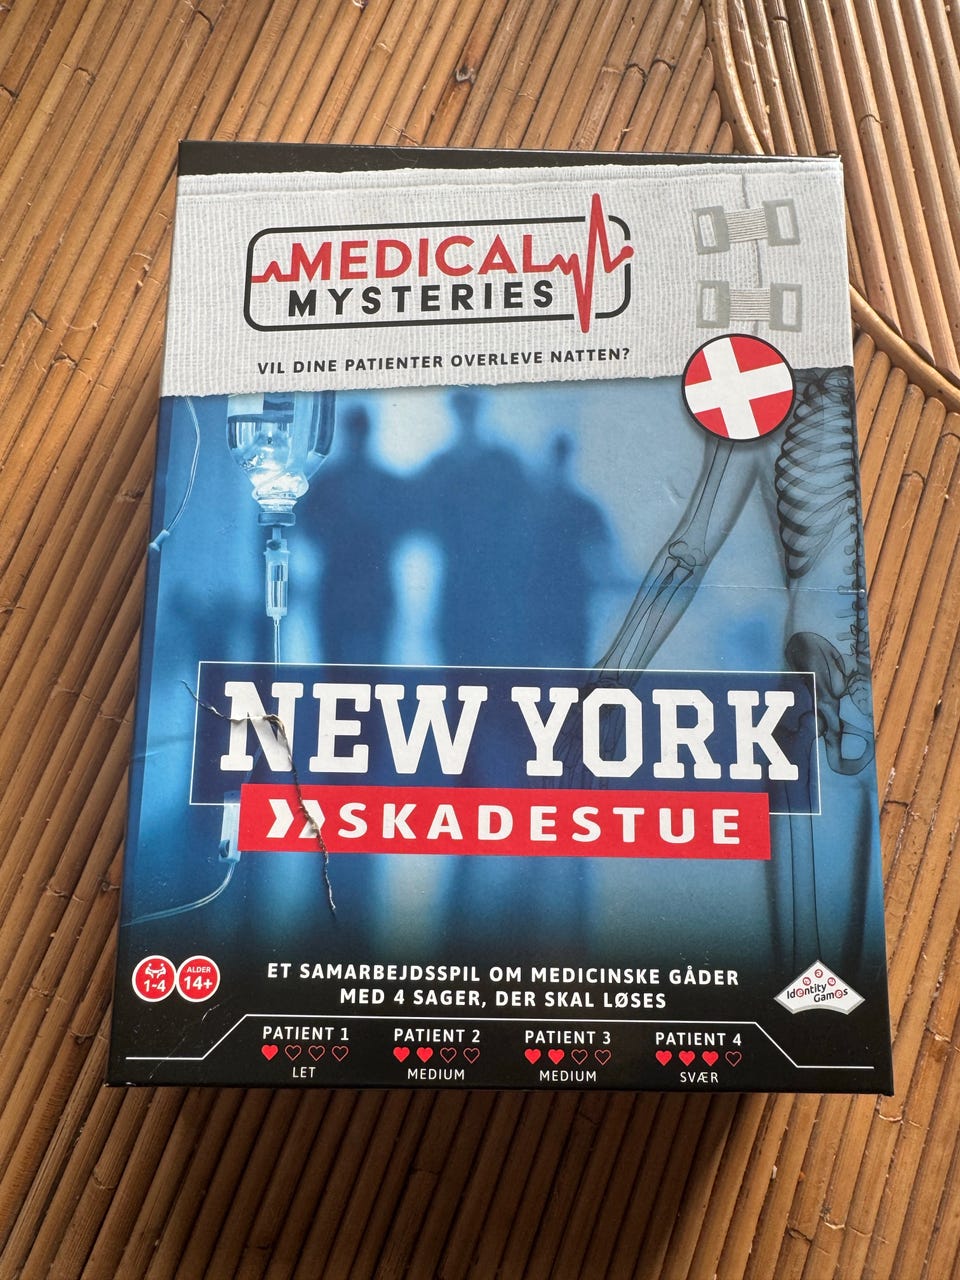 MEDICAL
MYSTERIES
VIL DINE PATIENTER OVERLEVE NATTEN?
NEW YORK
SKADESTUE
1-4
ALDER
14+
ET SAMARBEJDSSPIL OM MEDICINSKE GÅDER
MED 4 SAGER, DER SKAL LØSES
Identity
Games
PATIENT 1 PATIENT 2 PATIENT 3 PATIENT 4
LET MEDIUM MEDIUM SVÆR